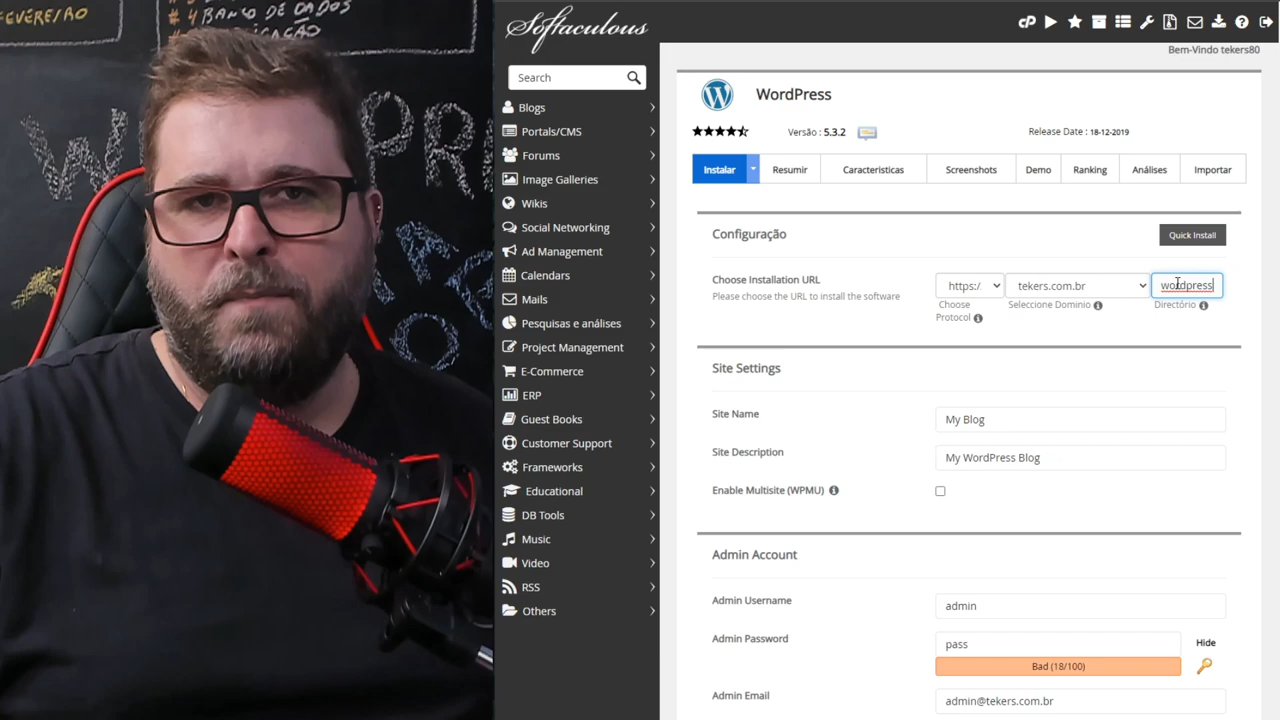 FEVEREIRO
# 4 BANCO DE DADOS
WORDPR
Softaculous
Search
Blogs
Portals/CMS
Forums
Image Galleries
Wikis
Social Networking
Ad Management
Calendars
Mails
Pesquisas e análises
Project Management
E-Commerce
ERP
Guest Books
Customer Support
Frameworks
Educational
DB Tools
Music
Video
RSS
Others
cP
Bem-Vindo tekers80
WordPress
Versão : 5.3.2
Release Date : 18-12-2019
Instalar Resumir Caracteristicas Screenshots Demo Ranking Análises Importar
Configuração
Quick Install
Choose Installation URL
Please choose the URL to install the software
https:/ tekers.com.br wordpress
Choose Protocol
Seleccione Dominio
Directório
Site Settings
Site Name
My Blog
Site Description
My WordPress Blog
Enable Multisite (WPMU)
Admin Account
Admin Username
admin
Admin Password
pass
Hide
Bad (18/100)
Admin Email
admin@tekers.com.br